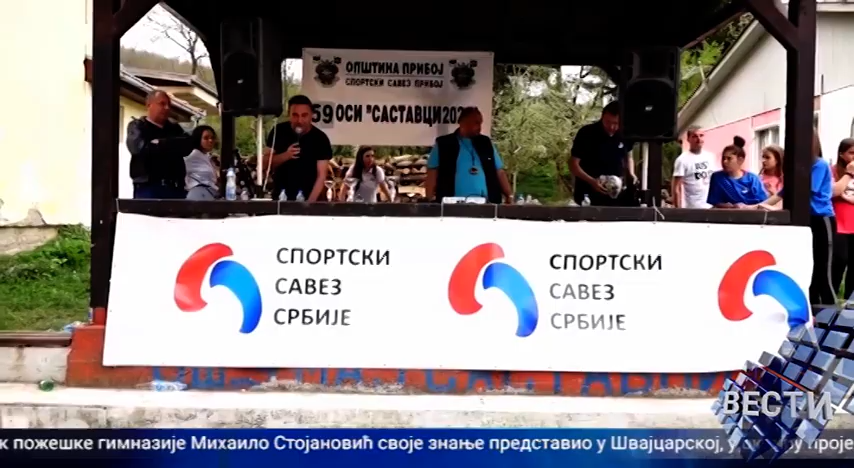 ОПШТИНА ПРИБОЈ
СПОРТСКИ САВЕЗ ПРИБОЈ
59 ОСИ "САСТАВЦИ
СПОРТСКИ
САВЕЗ
СРБИЈЕ
СПОРТСКИ
САВЕЗ
СРБИЈЕ
ВЕСТИ
к пожешке гимназије Михаило Стојановић своје знање представио у Швајцарској, у